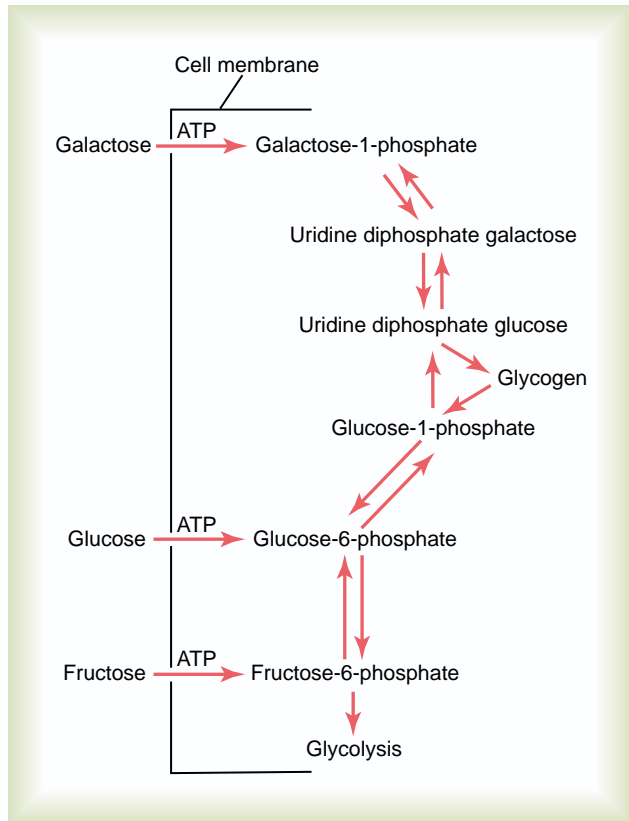 Cell membrane
Galactose
ATP
Galactose-1-phosphate
Uridine diphosphate galactose
Uridine diphosphate glucose
Glycogen
Glucose-1-phosphate
Glucose
ATP
Glucose-6-phosphate
Fructose
ATP
Fructose-6-phosphate
Glycolysis